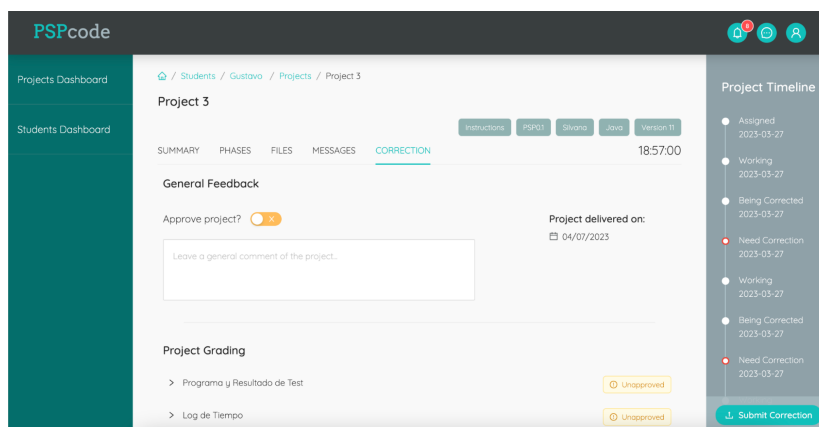 PSPcode
8
Projects Dashboard
Students Dashboard
/ Students / Gustavo / Projects / Project 3
Project 3
Instructions PSP0.1 Silvana Java Version 11
SUMMARY PHASES FILES MESSAGES CORRECTION
18:57:00
General Feedback
Approve project?
X
Project delivered on:
04/07/2023
Leave a general comment of the project...
Project Grading
> Programa y Resultado de Test
Unapproved
> Log de Tiempo
Unapproved
Project Timeline
Assigned
2023-03-27
Working
2023-03-27
Being Corrected
2023-03-27
Need Correction
2023-03-27
Working
2023-03-27
Being Corrected
2023-03-27
Need Correction
2023-03-27
Submit Correction